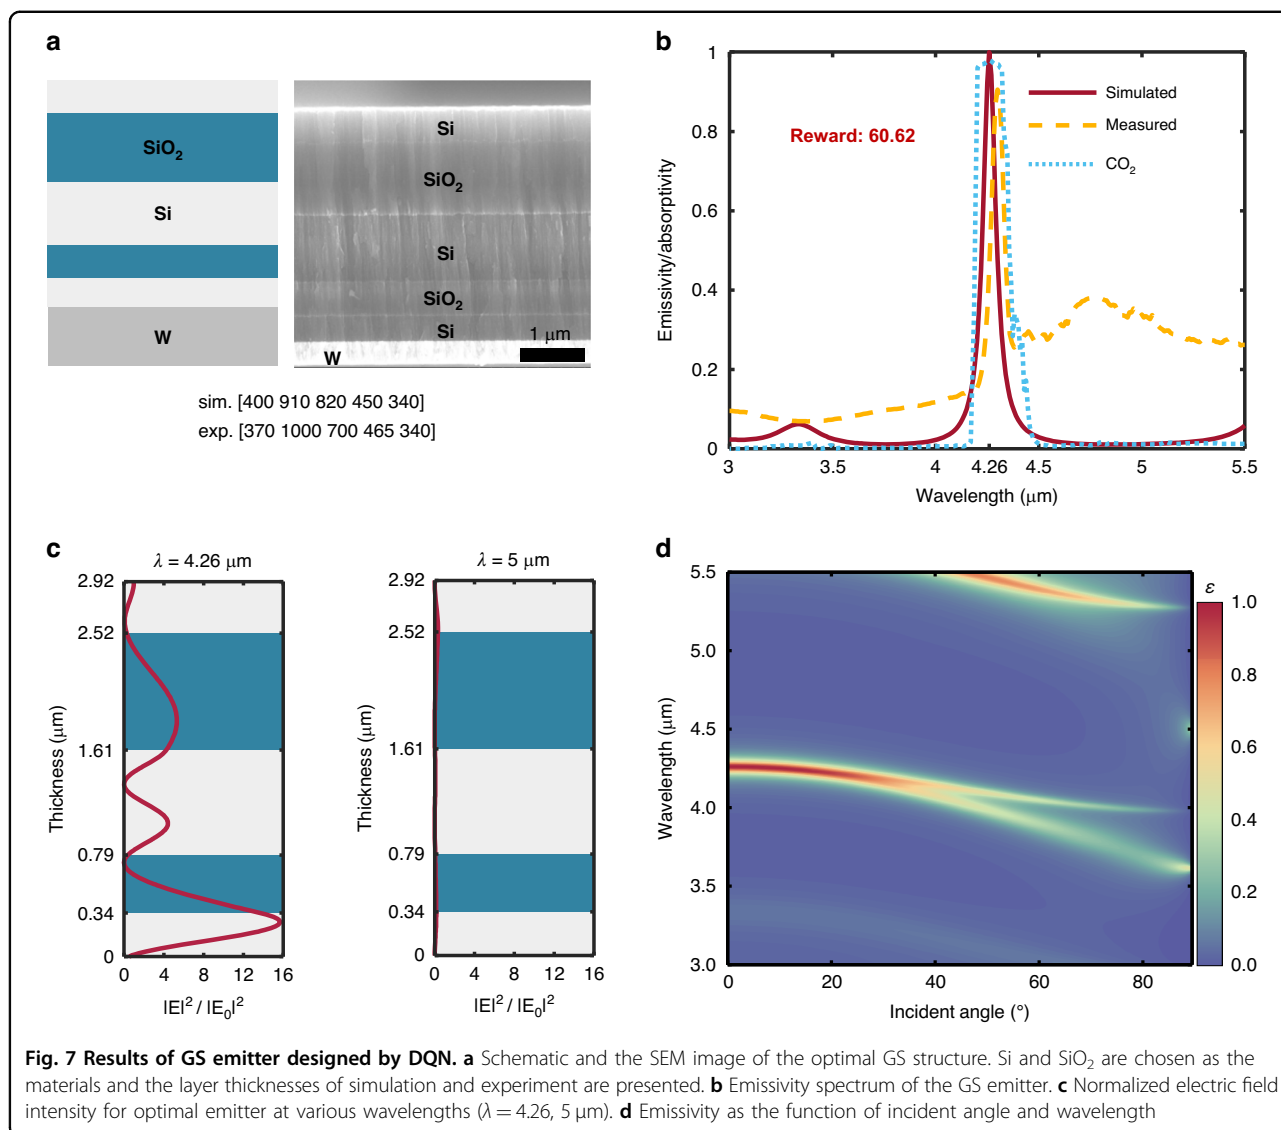 a
SiO2
Si
W
Si
SiO2
Si
SiO2
Si
W
1 μm
sim. [400 910 820 450 340]
exp. [370 1000 700 465 340]
b
Emissivity/absorptivity
1
0.8
0.6
0.4
0.2
0
Reward: 60.62
Simulated
Measured
CO2
3 3.5 4 4.26 4.5 5 5.5
Wavelength (μm)
c
λ = 4.26 μm
Thickness (μm)
2.92
2.52
1.61
0.79
0.34
0
0 4 8 12 16
|E|² / |E0|²
λ = 5 μm
Thickness (μm)
2.92
2.52
1.61
0.79
0.34
0
0 4 8 12 16
|E|² / |E0|²
d
Wavelength (μm)
5.5
5.0
4.5
4.0
3.5
3.0
0 20 40 60 80
Incident angle (°)
ε
1.0
0.8
0.6
0.4
0.2
0.0
Fig. 7 Results of GS emitter designed by DQN. a Schematic and the SEM image of the optimal GS structure. Si and SiO2 are chosen as the
materials and the layer thicknesses of simulation and experiment are presented. b Emissivity spectrum of the GS emitter. c Normalized electric field
intensity for optimal emitter at various wavelengths (λ = 4.26, 5 μm). d Emissivity as the function of incident angle and wavelength